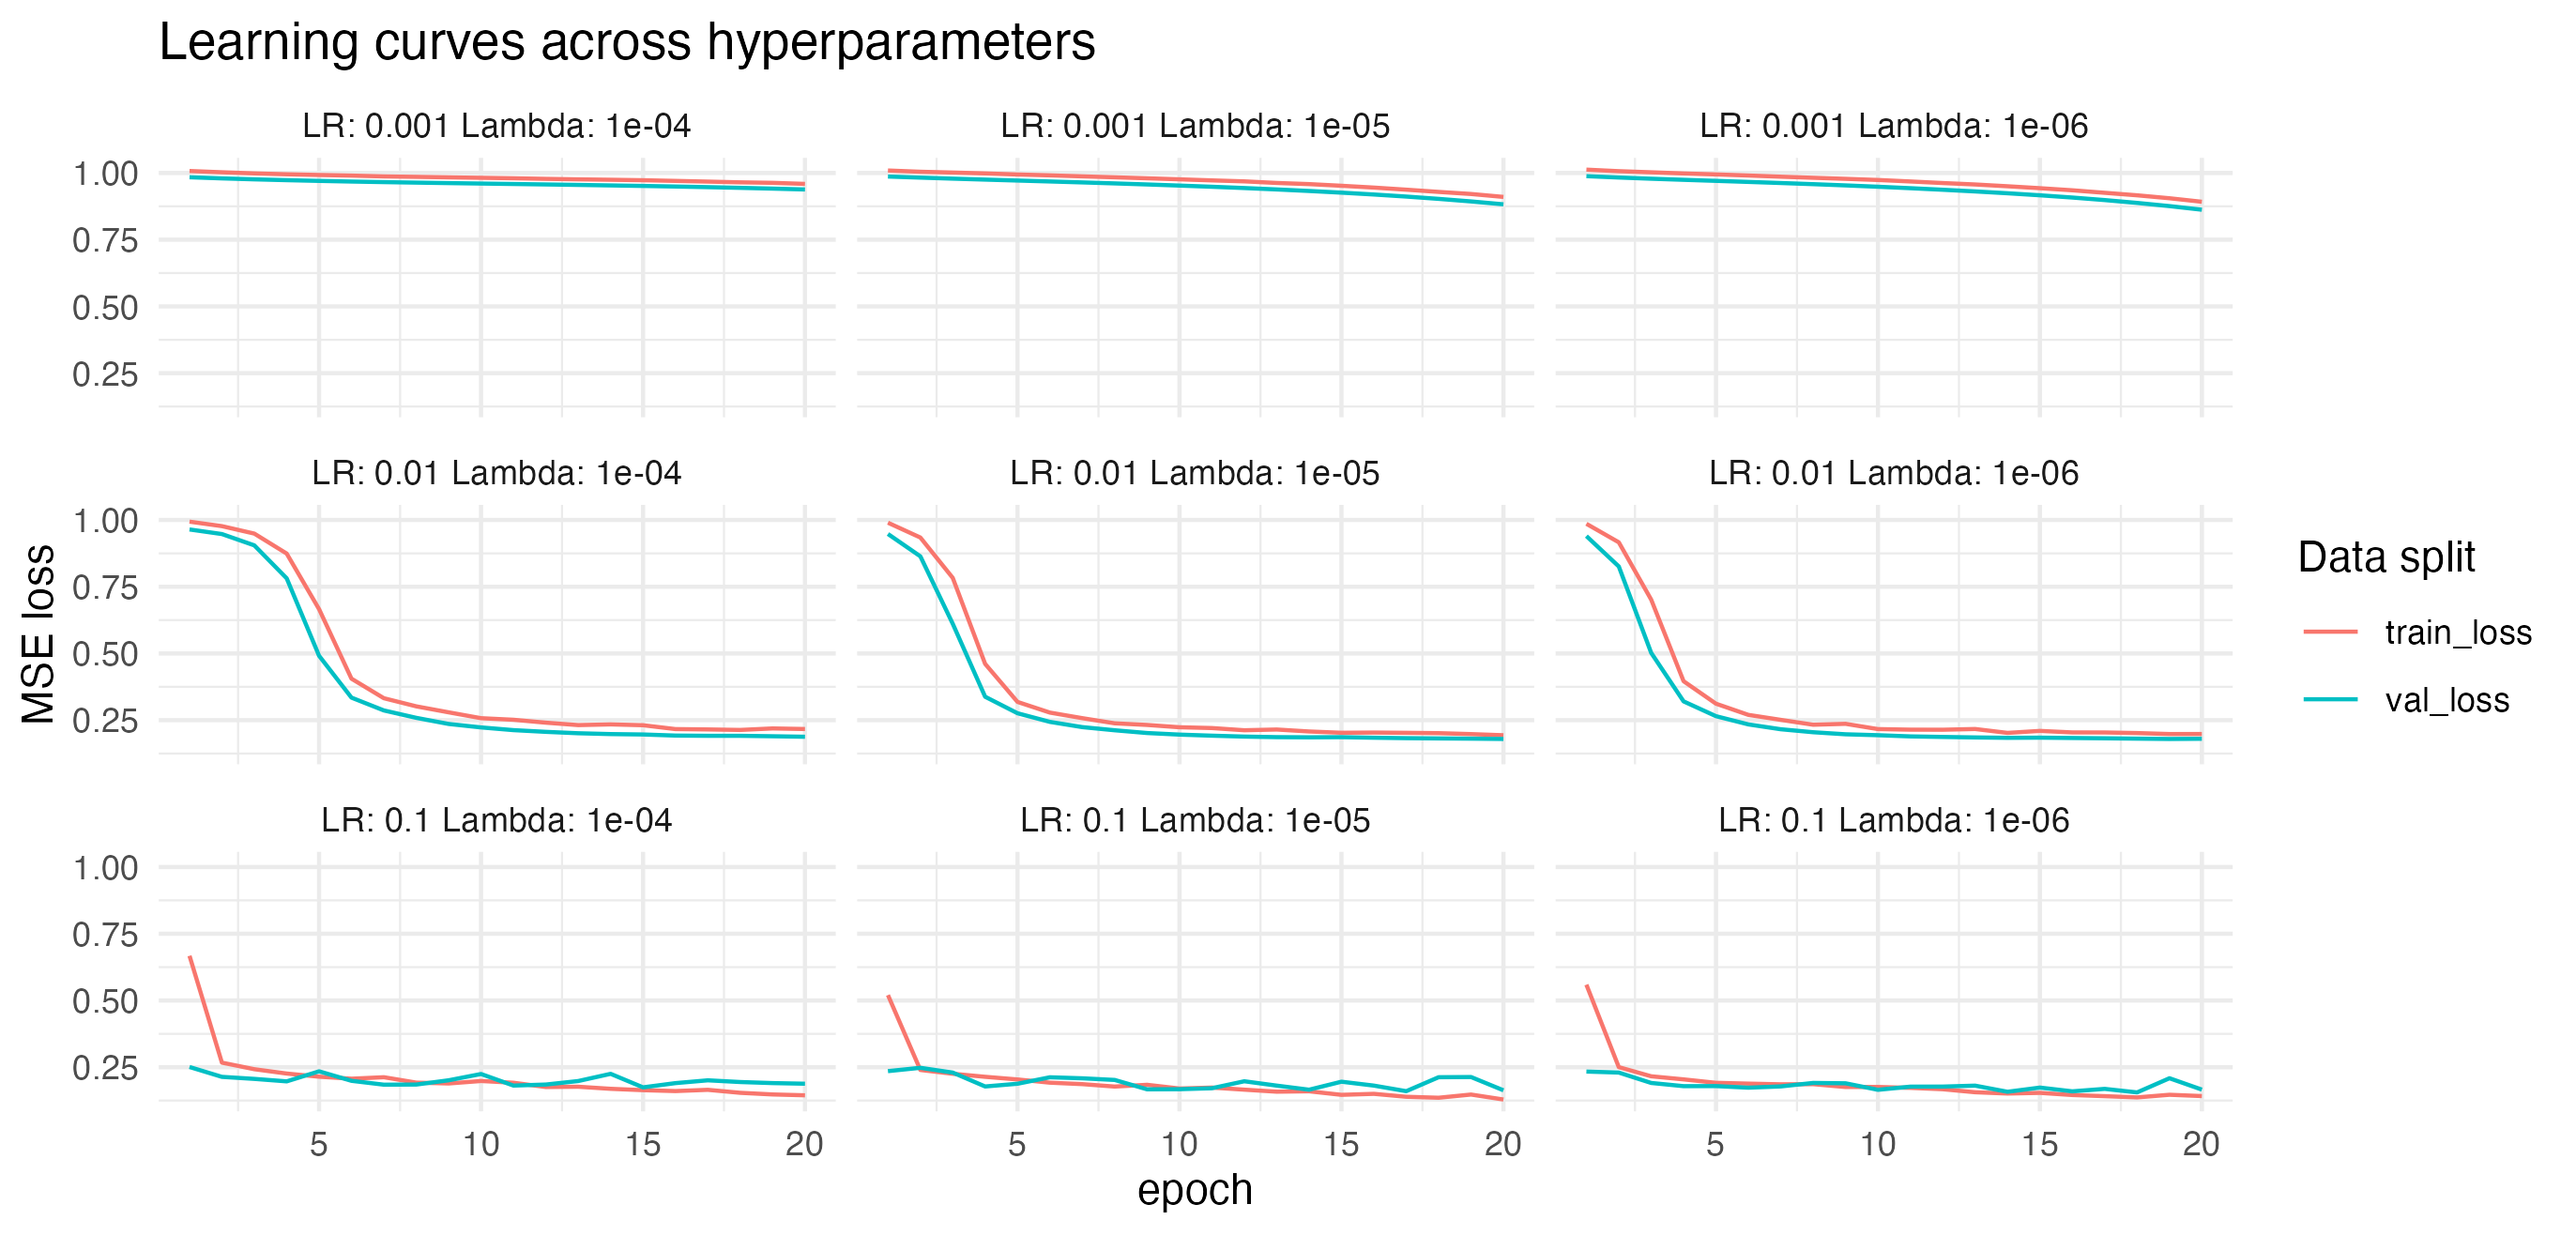 Learning curves across hyperparameters
LR: 0.001 Lambda: 1e-04
LR: 0.001 Lambda: 1e-05
LR: 0.001 Lambda: 1e-06
1.00
0.75
0.50
0.25
LR: 0.01 Lambda: 1e-04
LR: 0.01 Lambda: 1e-05
LR: 0.01 Lambda: 1e-06
1.00
0.75
0.50
0.25
MSE loss
LR: 0.1 Lambda: 1e-04
LR: 0.1 Lambda: 1e-05
LR: 0.1 Lambda: 1e-06
1.00
0.75
0.50
0.25
5 10 15 20
5 10 15 20
5 10 15 20
epoch
Data split
train_loss
val_loss